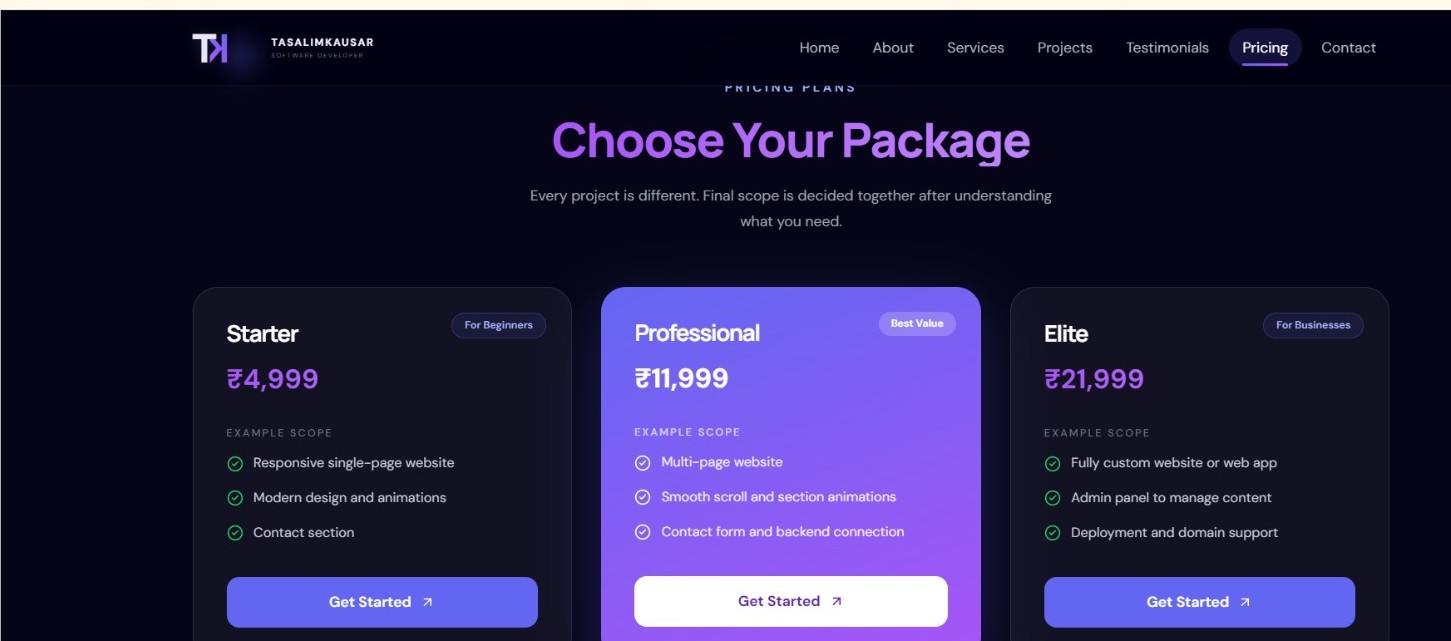 TK
TASALIMKAUSAR
SOFTWARE DEVELOPER
Home About Services Projects Testimonials Pricing Contact
PRICING PLANS
Choose Your Package
Every project is different. Final scope is decided together after understanding
what you need.
Starter
For Beginners
₹4,999
EXAMPLE SCOPE
Responsive single-page website
Modern design and animations
Contact section
Get Started
Professional
Best Value
₹11,999
EXAMPLE SCOPE
Multi-page website
Smooth scroll and section animations
Contact form and backend connection
Get Started
Elite
For Businesses
₹21,999
EXAMPLE SCOPE
Fully custom website or web app
Admin panel to manage content
Deployment and domain support
Get Started